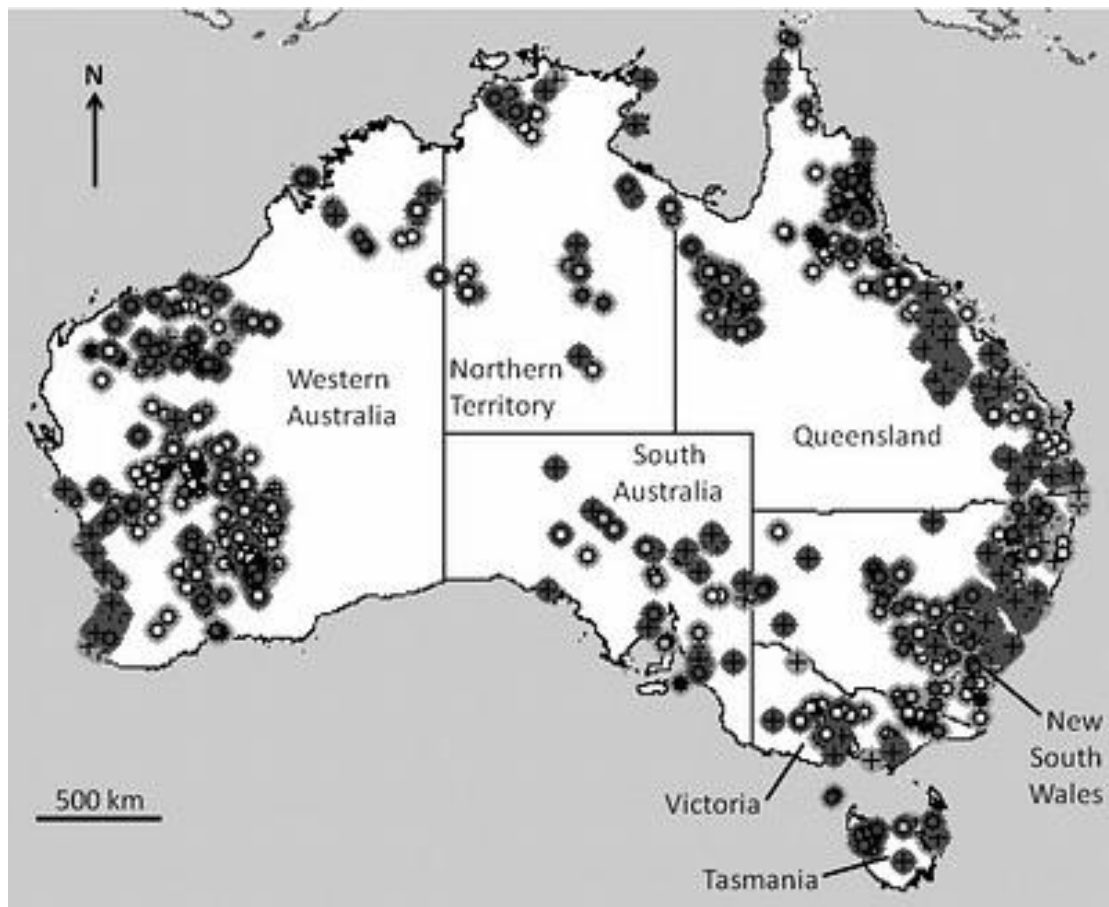 N
Western
Australia
Northern
Territory
Queensland
South
Australia
New
South
Wales
Victoria
Tasmania
500 km